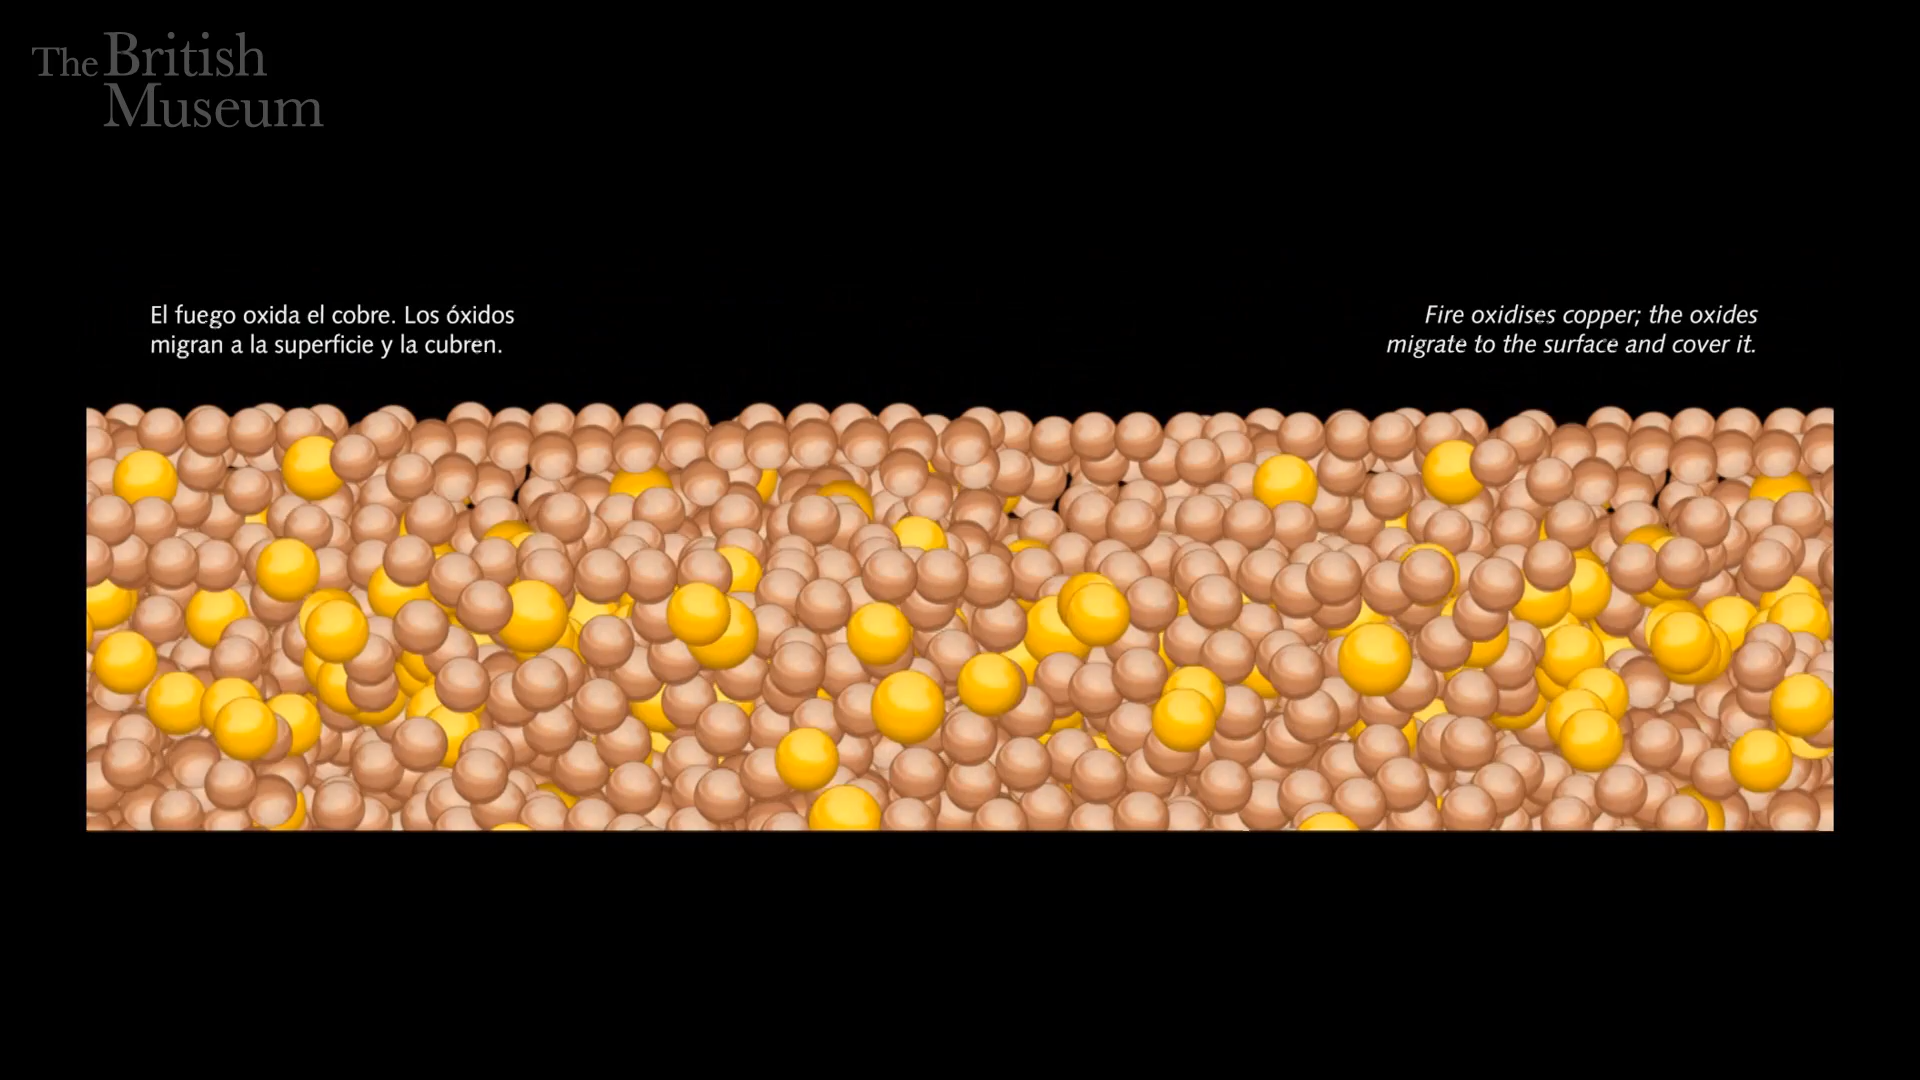 The British
Museum
El fuego oxida el cobre. Los óxidos
migran a la superficie y la cubren.
Fire oxidises copper; the oxides
migrate to the surface and cover it.